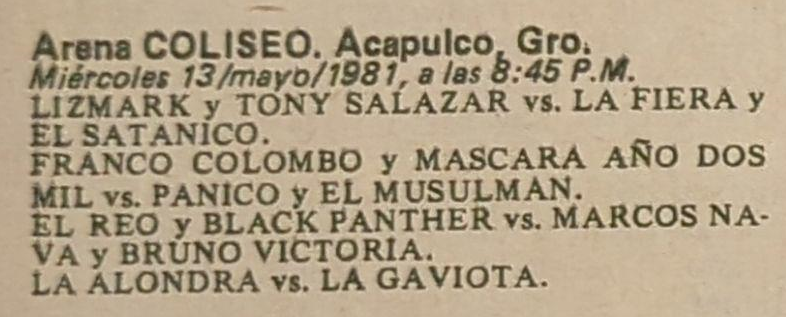 Arena COLISEO. Acapulco, Gro.
Miércoles 13/mayo/1981, a las 8:45 P.M.
LIZMARK y TONY SALAZAR vs. LA FIERA y
EL SATANICO.
FRANCO COLOMBO y MASCARA AÑO DOS
MIL vs. PANICO y EL MUSULMAN.
EL REO y BLACK PANTHER vs. MARCOS NA-
VA y BRUNO VICTORIA.
LA ALONDRA vs. LA GAVIOTA.